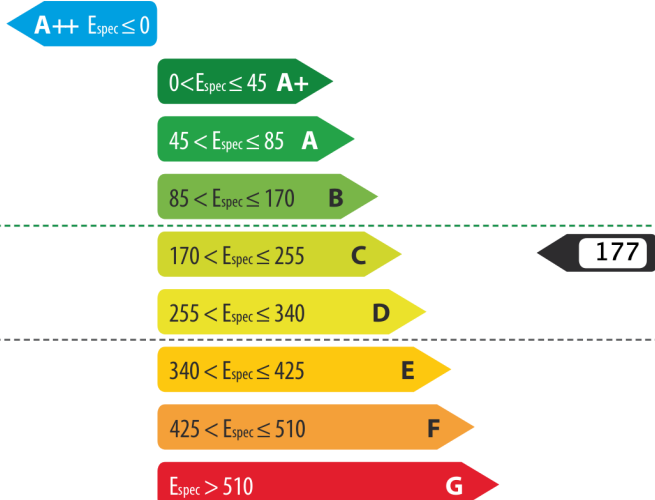 A++ Espec ≤ 0
0<Espec ≤ 45 A+
45 < Espec ≤ 85 A
85 < Espec ≤ 170 B
170 < Espec ≤ 255 C
177
255 < Espec ≤ 340 D
340 < Espec ≤ 425 E
425 < Espec ≤ 510 F
Espec > 510 G